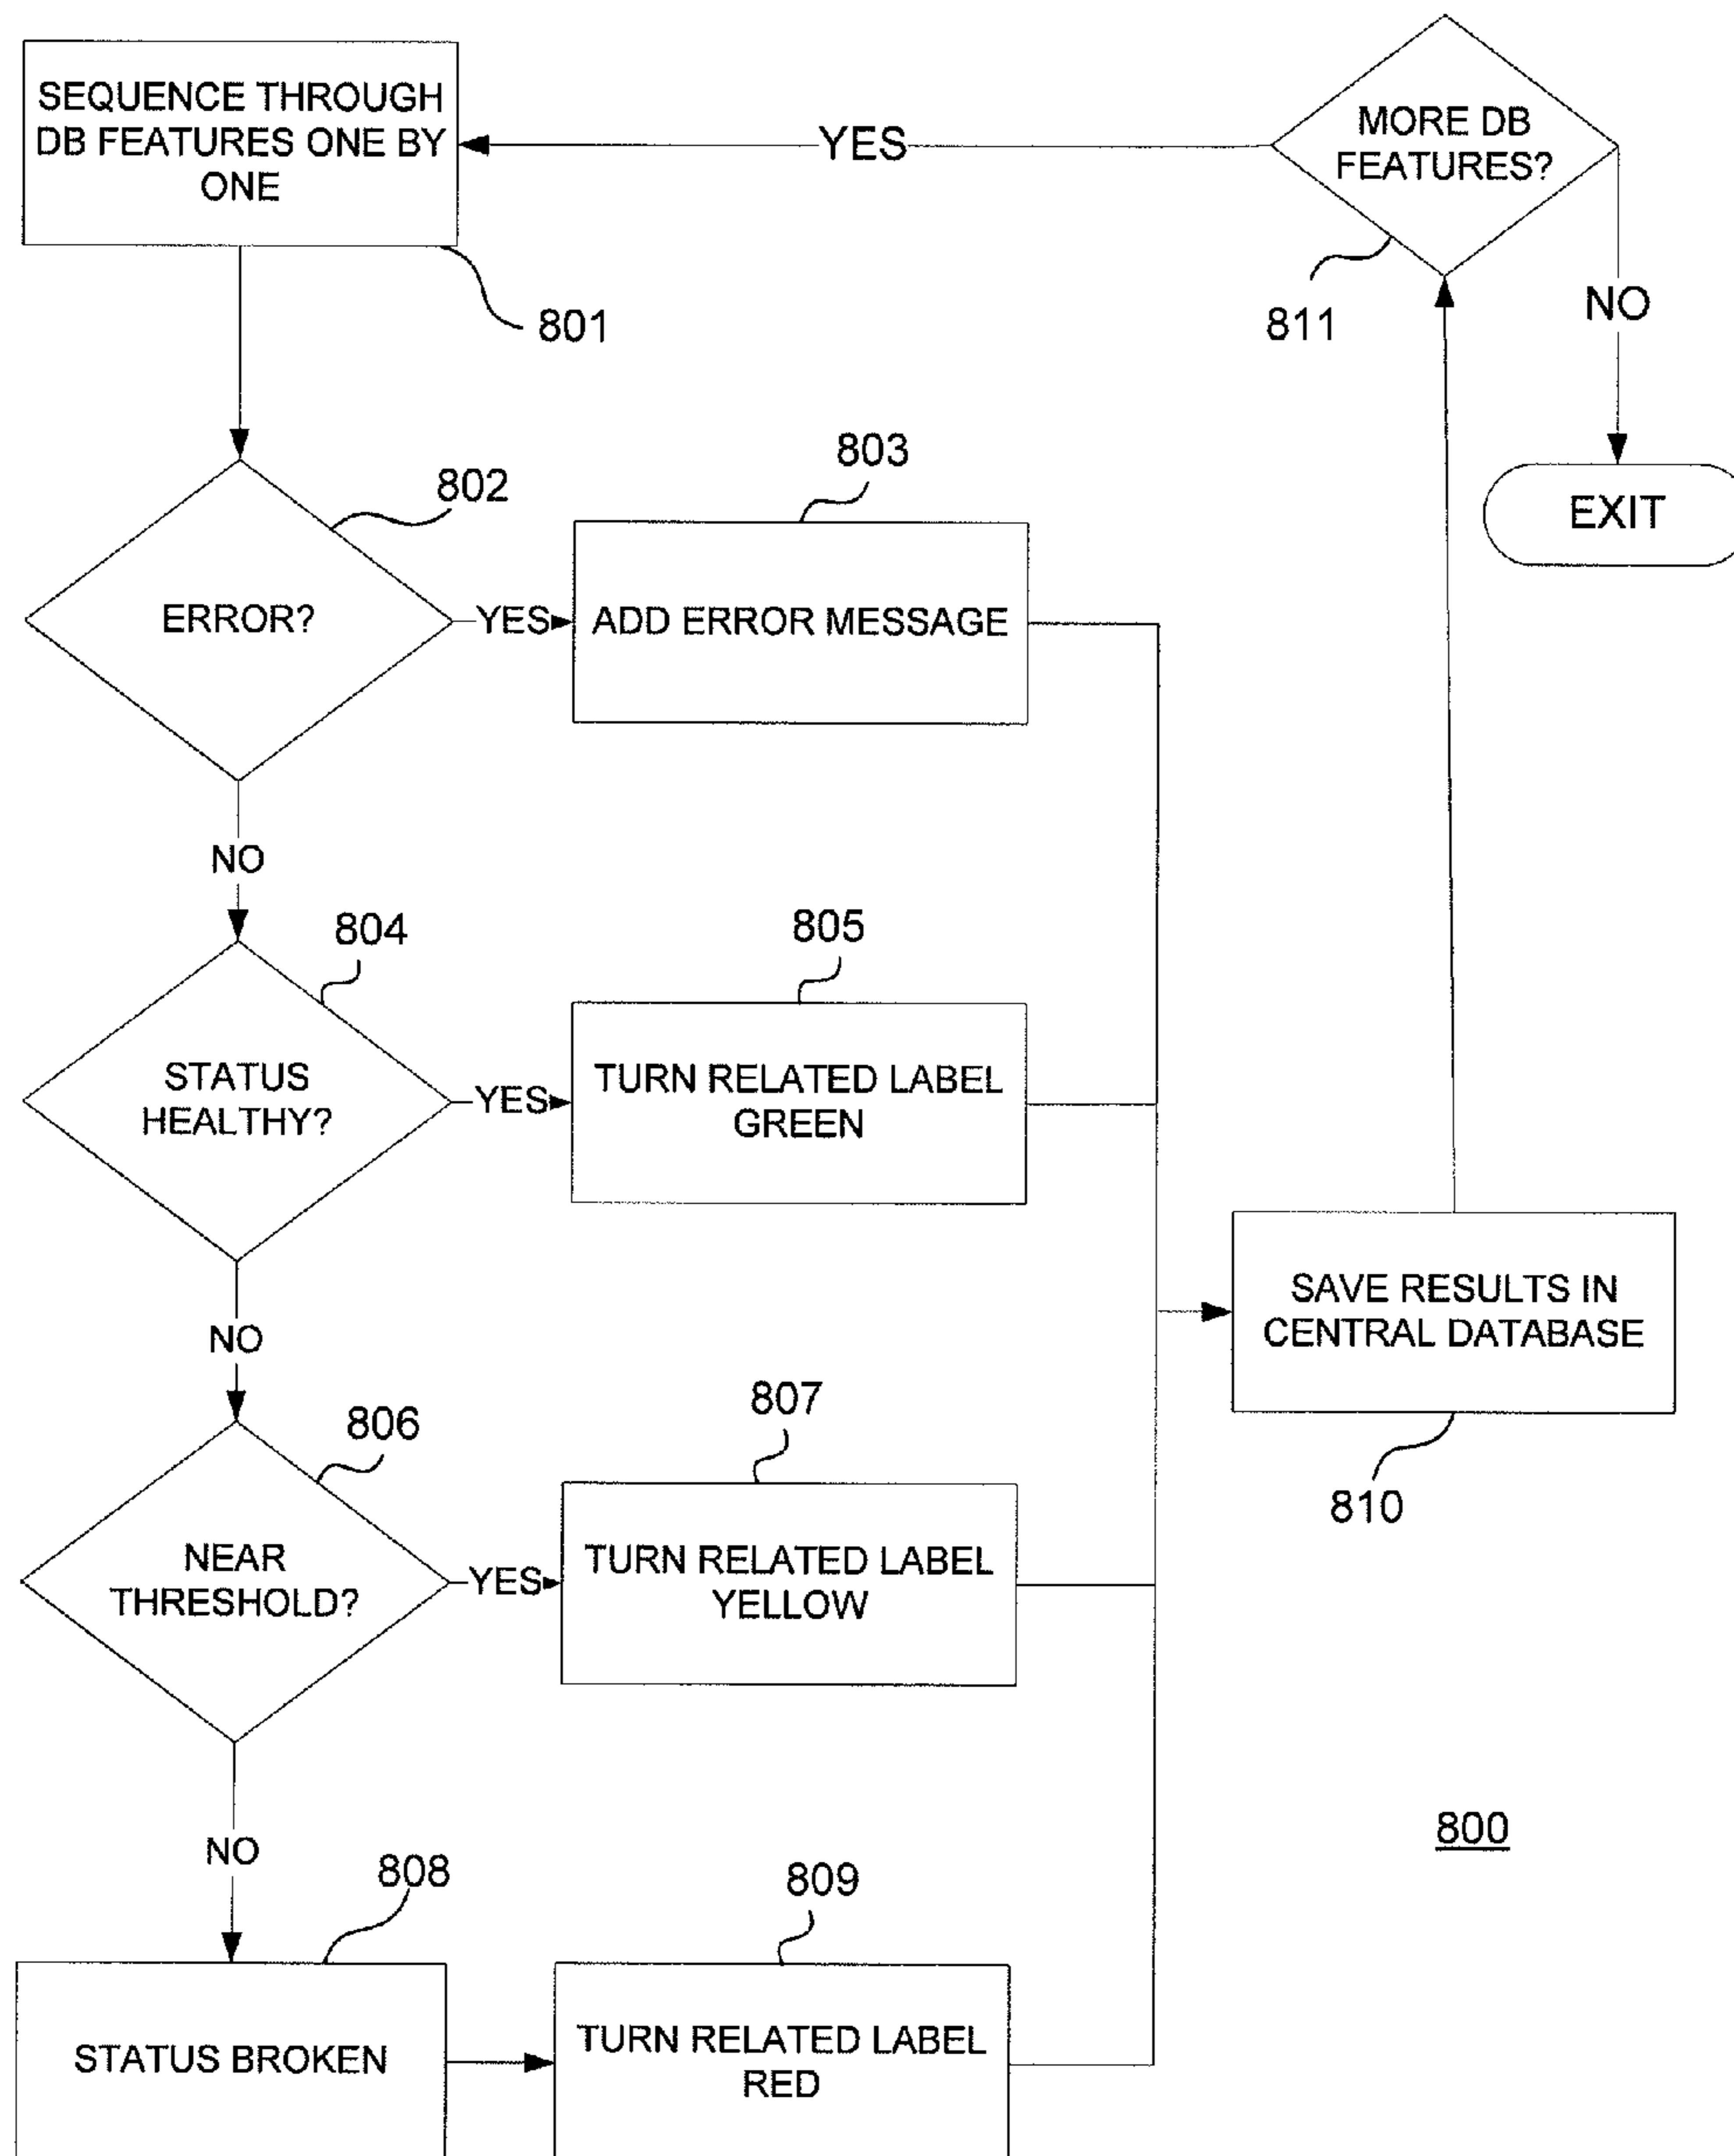 SEQUENCE THROUGH
DB FEATURES ONE BY
ONE
801
YES
MORE DB
FEATURES?
811
NO
EXIT
802
ERROR?
YES
803
ADD ERROR MESSAGE
NO
804
STATUS
HEALTHY?
YES
805
TURN RELATED LABEL
GREEN
NO
806
NEAR
THRESHOLD?
YES
807
TURN RELATED LABEL
YELLOW
NO
808
STATUS BROKEN
809
TURN RELATED LABEL
RED
SAVE RESULTS IN
CENTRAL DATABASE
810
800